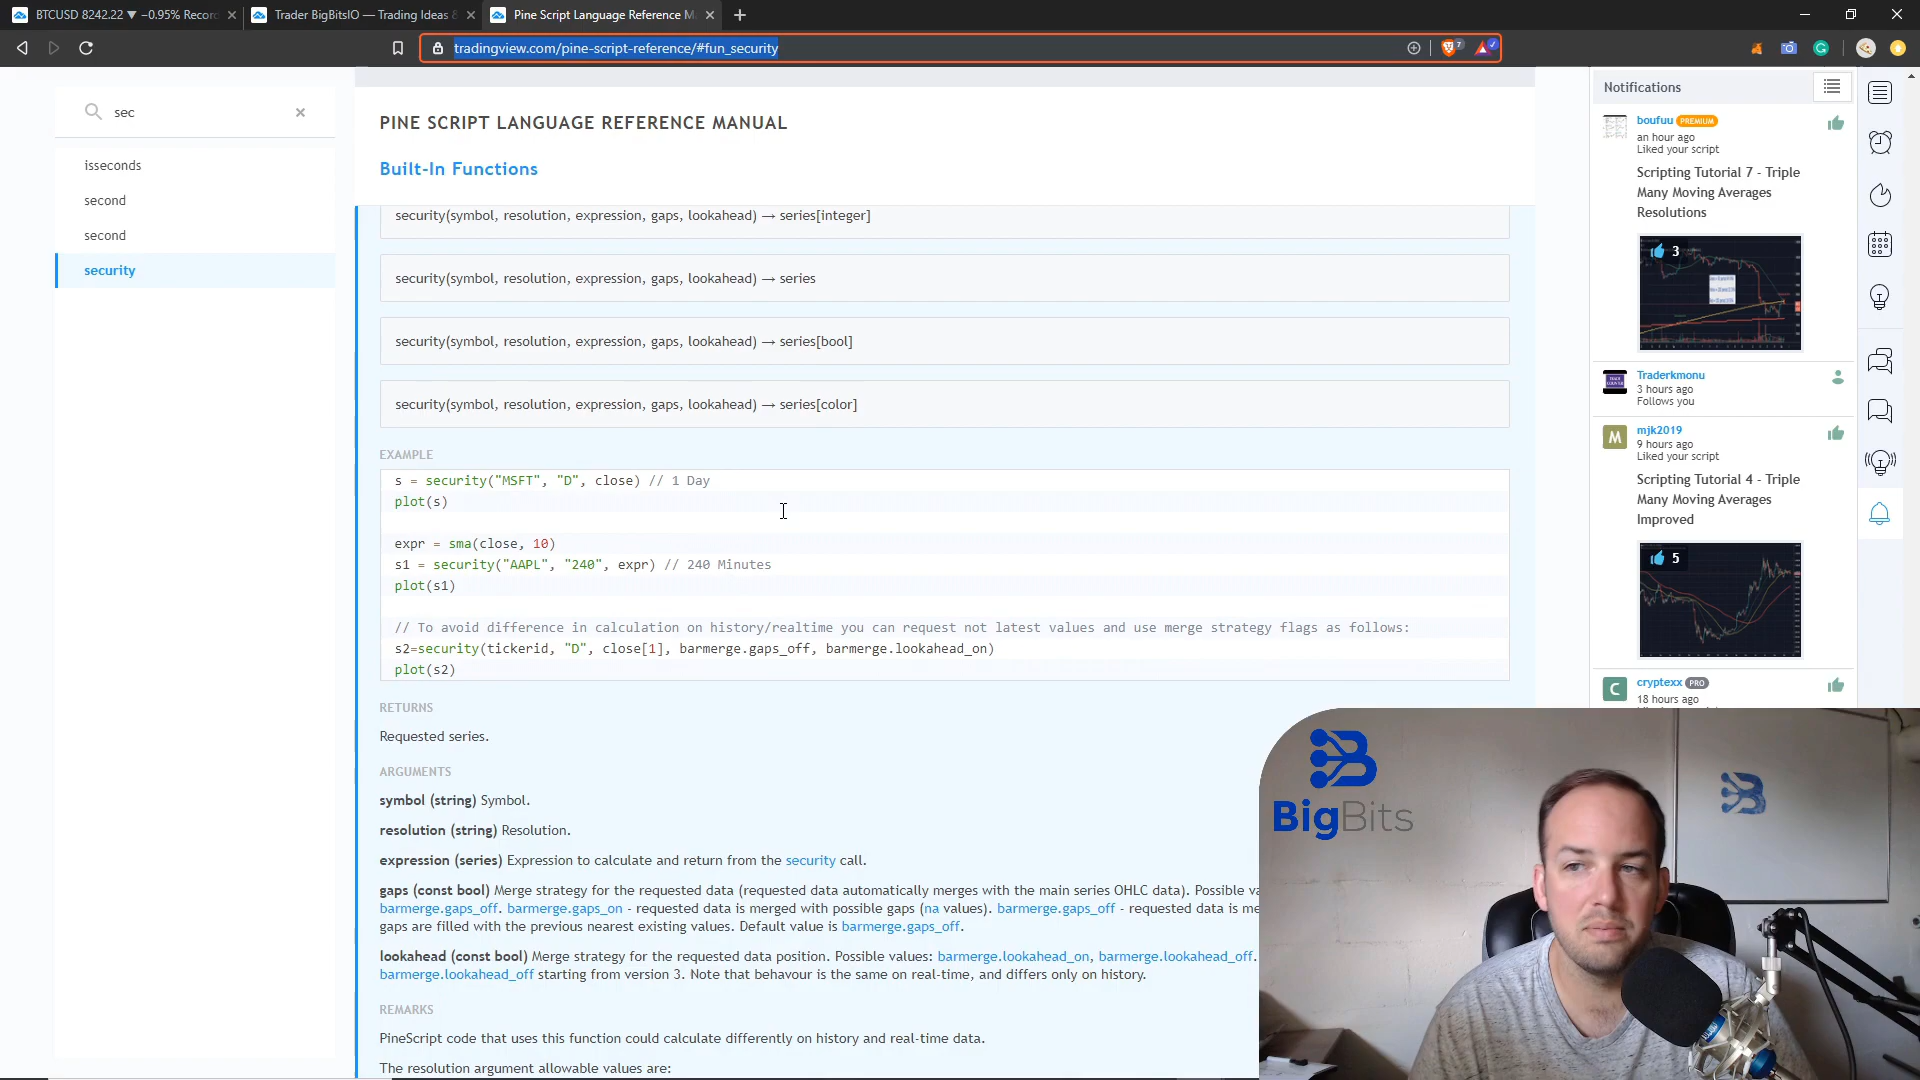 BTCUSD 8242.22 ▼ −0.95% Recor
Trader BigBitsIO — Trading Ideas &
Pine Script Language Reference M
tradingview.com/pine-script-reference/#fun_security
7
sec
isseconds
second
second
security
PINE SCRIPT LANGUAGE REFERENCE MANUAL
Built-In Functions
security(symbol, resolution, expression, gaps, lookahead) → series[integer]
security(symbol, resolution, expression, gaps, lookahead) → series
security(symbol, resolution, expression, gaps, lookahead) → series[bool]
security(symbol, resolution, expression, gaps, lookahead) → series[color]
EXAMPLE
s = security("MSFT", "D", close) // 1 Day
plot(s)
expr = sma(close, 10)
s1 = security("AAPL", "240", expr) // 240 Minutes
plot(s1)
// To avoid difference in calculation on history/realtime you can request not latest values and use merge strategy flags as follows:
s2=security(tickerid, "D", close[1], barmerge.gaps_off, barmerge.lookahead_on)
plot(s2)
RETURNS
Requested series.
ARGUMENTS
symbol (string) Symbol.
resolution (string) Resolution.
expression (series) Expression to calculate and return from the security call.
gaps (const bool) Merge strategy for the requested data (requested data automatically merges with the main series OHLC data). Possible va
barmerge.gaps_off. barmerge.gaps_on - requested data is merged with possible gaps (na values). barmerge.gaps_off - requested data is me
gaps are filled with the previous nearest existing values. Default value is barmerge.gaps_off.
lookahead (const bool) Merge strategy for the requested data position. Possible values: barmerge.lookahead_on, barmerge.lookahead_off.
barmerge.lookahead_off starting from version 3. Note that behavour is the same on real-time, and differs only on history.
REMARKS
PineScript code that uses this function could calculate differently on history and real-time data.
The resolution argument allowable values are:
Notifications
boufuu PREMIUM
an hour ago
Liked your script
Scripting Tutorial 7 - Triple
Many Moving Averages
Resolutions
3
Traderkmonu
3 hours ago
Follows you
M
mjk2019
9 hours ago
Liked your script
Scripting Tutorial 4 - Triple
Many Moving Averages
Improved
5
C
cryptexx PRO
18 hours ago
BigBits